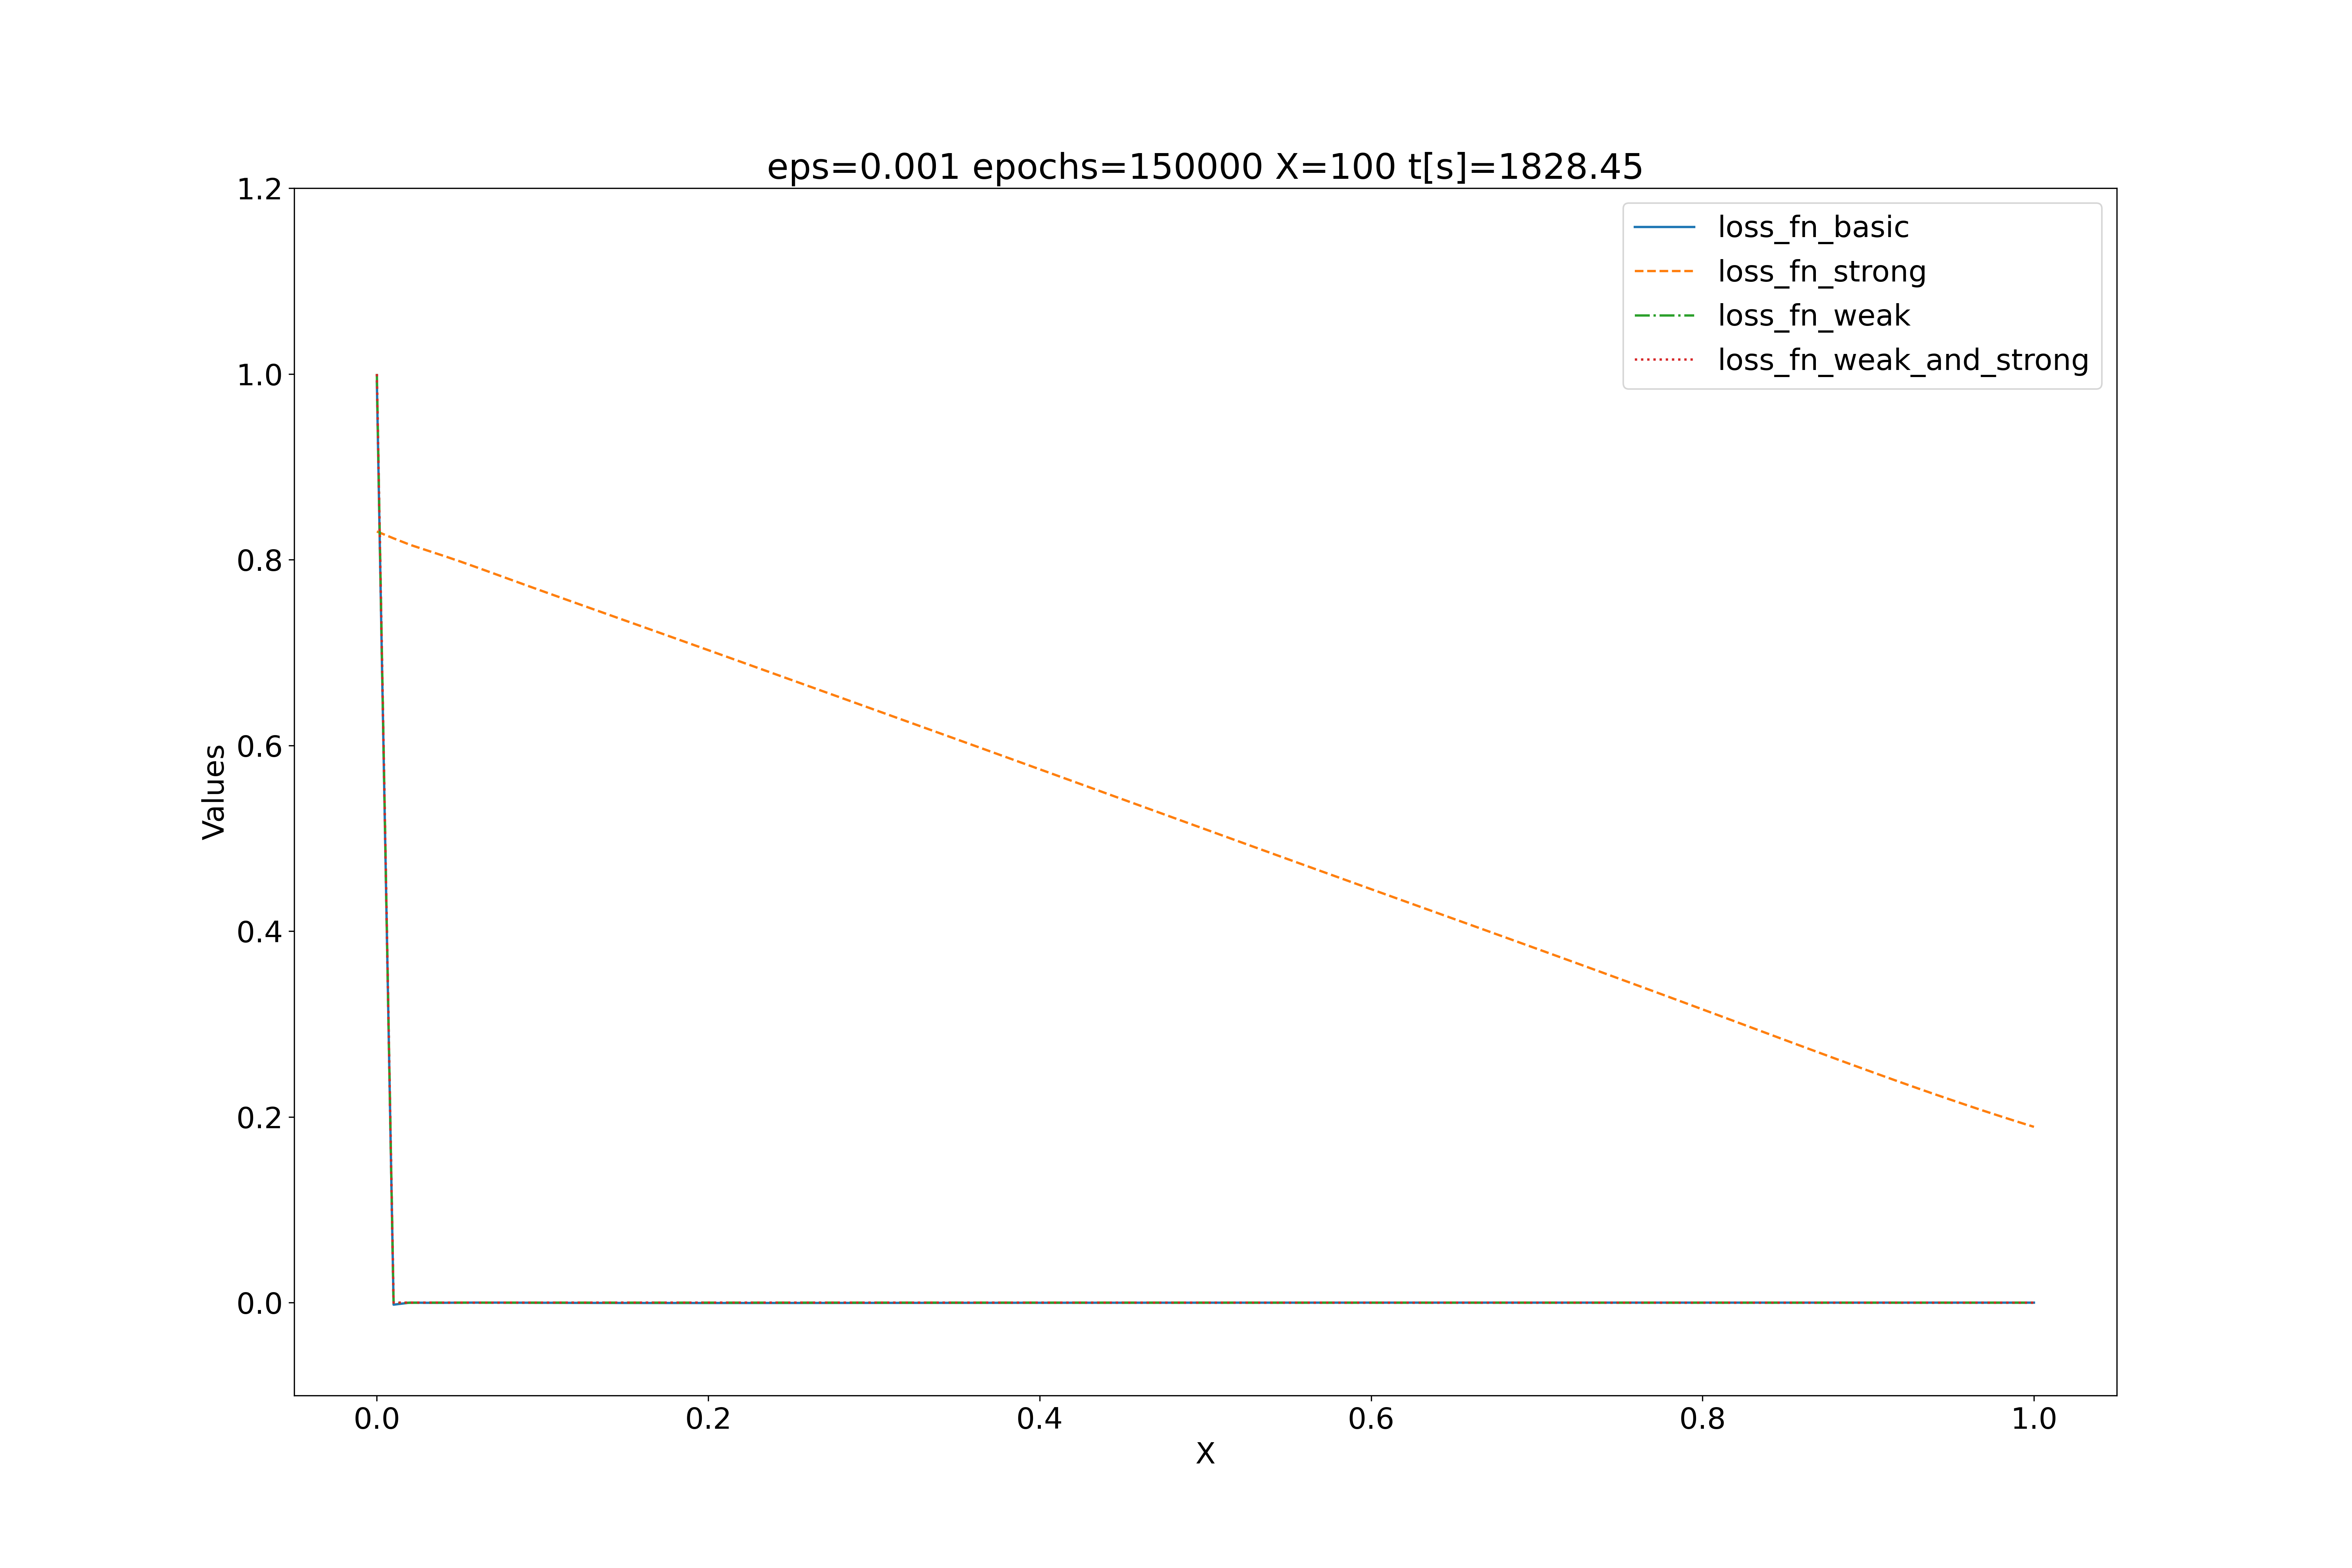 eps=0.001 epochs=150000 X=100 t[s]=1828.45
1.2
1.0
0.8
0.6
0.4
0.2
0.0
Values
loss_fn_basic
loss_fn_strong
loss_fn_weak
loss_fn_weak_and_strong
0.0 0.2 0.4 0.6 0.8 1.0
X